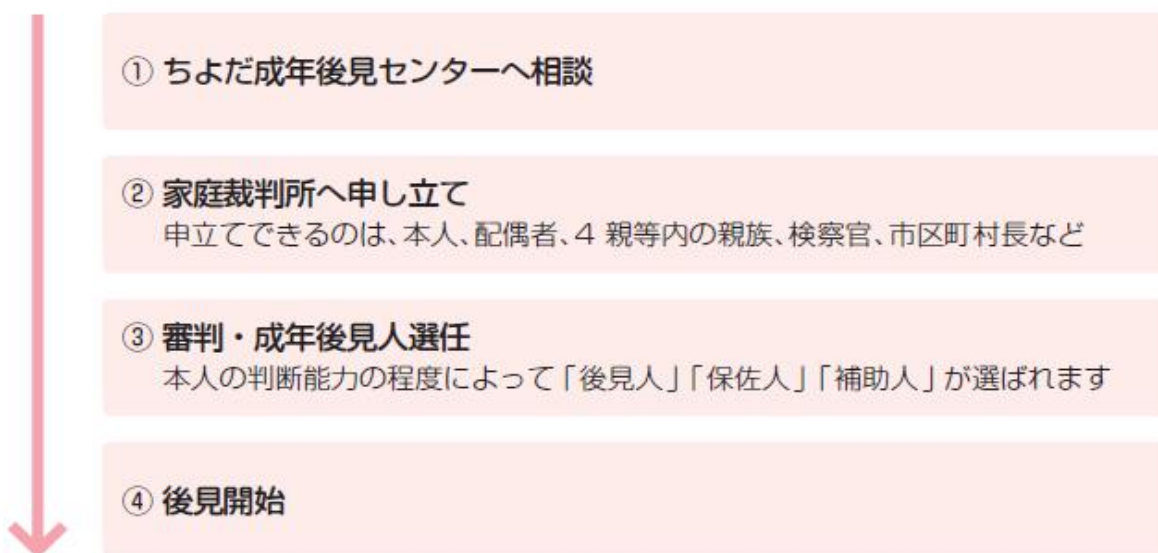 ① ちよだ成年後見センターへ相談
② 家庭裁判所へ申し立て
申立てできるのは、本人、配偶者、4 親等内の親族、検察官、市区町村長など
③ 審判・成年後見人選任
本人の判断能力の程度によって「後見人」「保佐人」「補助人」が選ばれます
④ 後見開始